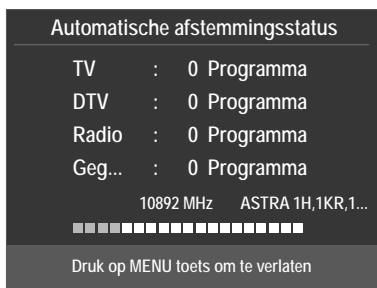 Automatische afstemmingsstatus
TV : 0 Programma
DTV : 0 Programma
Radio : 0 Programma
Geg... : 0 Programma
10892 MHz ASTRA 1H,1KR,1...
Druk op MENU toets om te verlaten